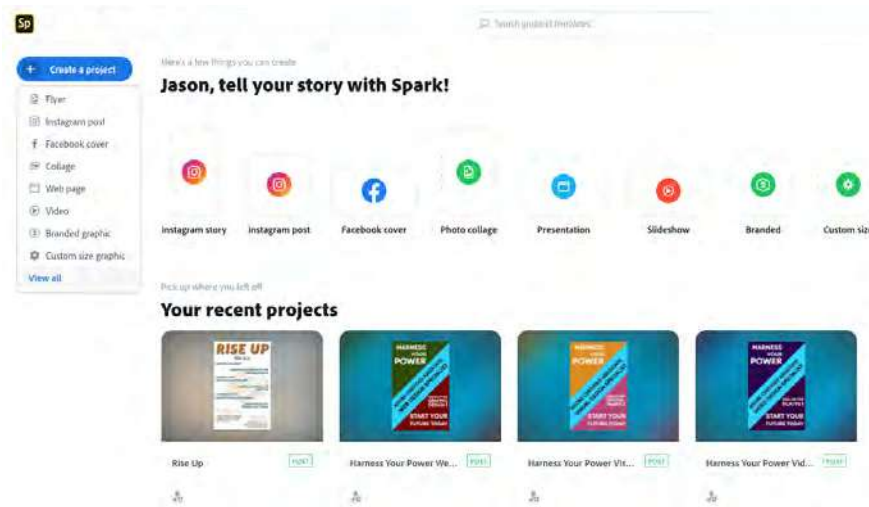 Sp
Search
Create a project
Here's a few things you can create
Jason, tell your story with Spark!
Flyer
Instagram post
Facebook cover
Collage
Web page
Video
Branded graphic
Custom size graphic
View all
Instagram story
Instagram post
Facebook cover
Photo collage
Presentation
Slideshow
Branded
Custom size
Pick up where you left off
Your recent projects
RISE UP
HARNESS
YOUR
POWER
START YOUR
FUTURE TODAY
HARNESS
YOUR
POWER
START YOUR
FUTURE TODAY
HARNESS
YOUR
POWER
START YOUR
FUTURE TODAY
Rise Up
POST
Harness Your Power We...
POST
Harness Your Power Vis...
POST
Harness Your Power Vid...
POST